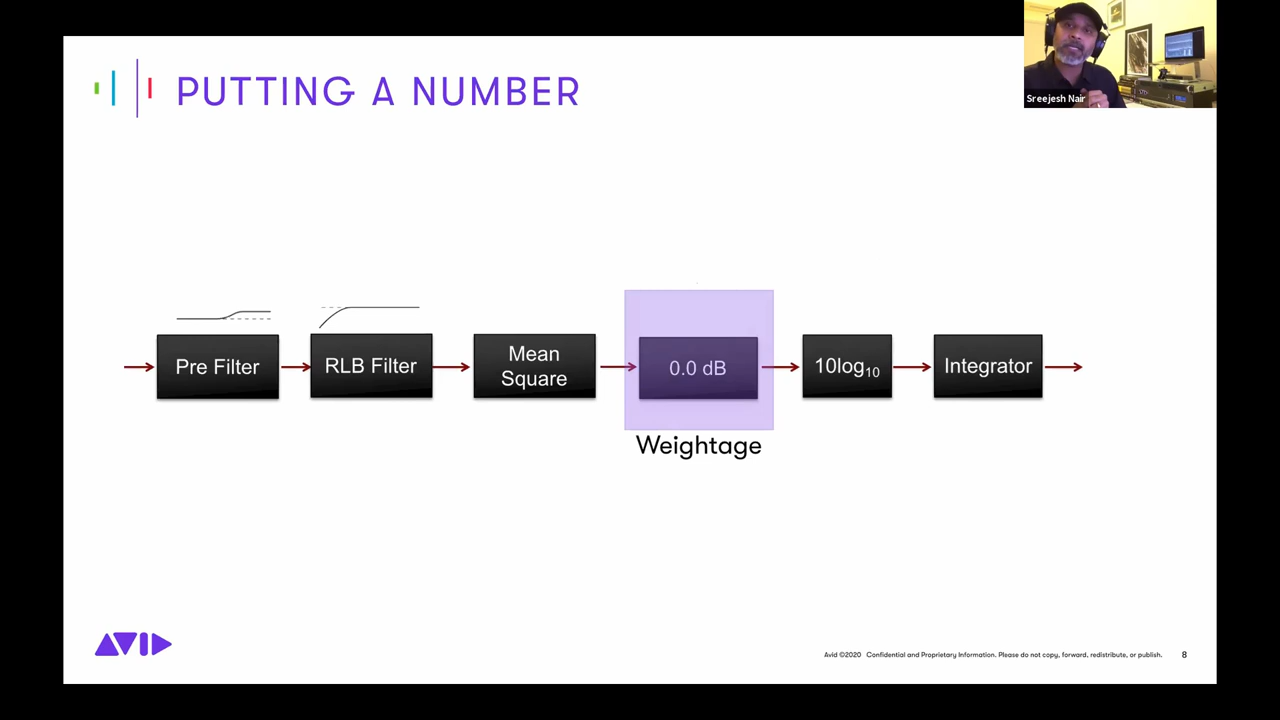 PUTTING A NUMBER
Sreejesh Nair
Pre Filter
RLB Filter
Mean
Square
0.0 dB
10log₁₀
Integrator
Weightage
AVID
Avid ©2020 Confidential and Proprietary Information. Please do not copy, forward, redistribute, or publish.
8